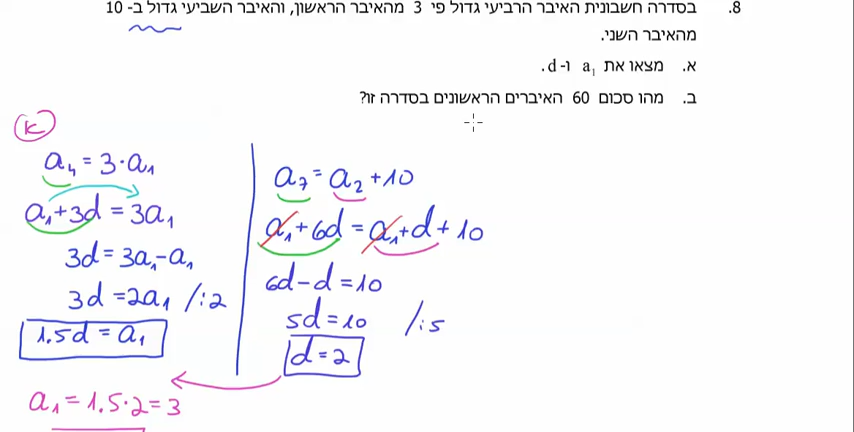 8. בסדרה חשבונית האיבר הרביעי גדול פי 3 מהאיבר הראשון, והאיבר השביעי גדול ב- 10
מהאיבר השני.
א. מצאו את a₁ ו-d.
ב. מהו סכום 60 האיברים הראשונים בסדרה זו?
א
a₄ = 3·a₁
a₁+3d = 3a₁
3d = 3a₁-a₁
3d = 2a₁ /:2
1.5d = a₁
a₁ = 1.5·2 = 3
a₇ = a₂ +10
a₁ + 6d = a₁+d + 10
6d-d = 10
5d = 10 /:5
d = 2